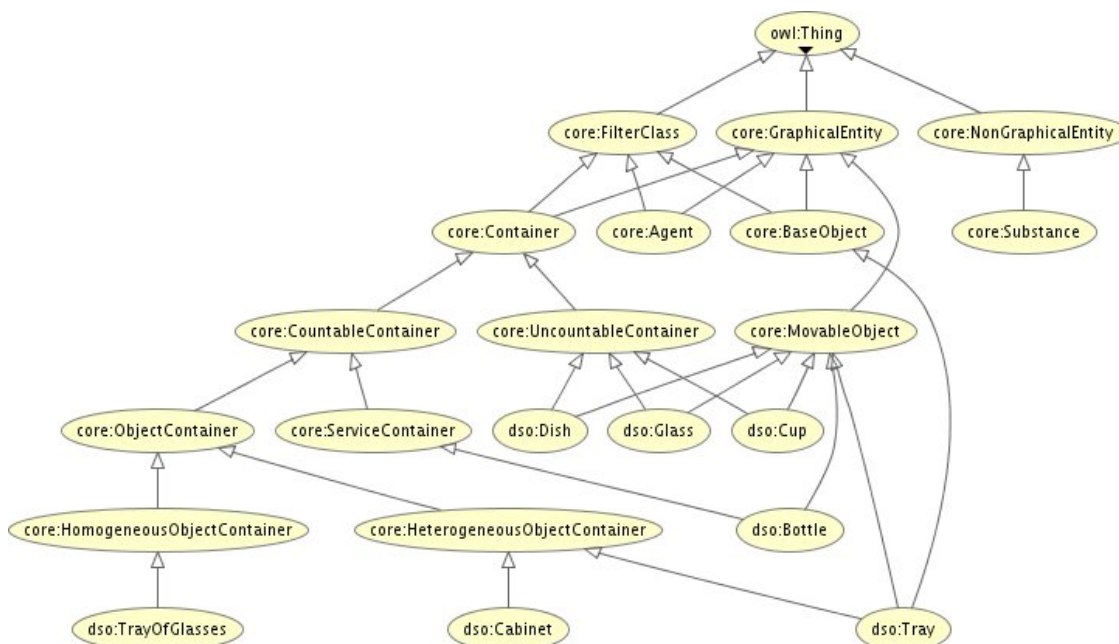 owl:Thing
core:FilterClass
core:GraphicalEntity
core:NonGraphicalEntity
core:Container
core:Agent
core:BaseObject
core:Substance
core:CountableContainer
core:UncountableContainer
core:MovableObject
core:ObjectContainer
core:ServiceContainer
dso:Dish
dso:Glass
dso:Cup
core:HomogeneousObjectContainer
core:HeterogeneousObjectContainer
dso:Bottle
dso:TrayOfGlasses
dso:Cabinet
dso:Tray